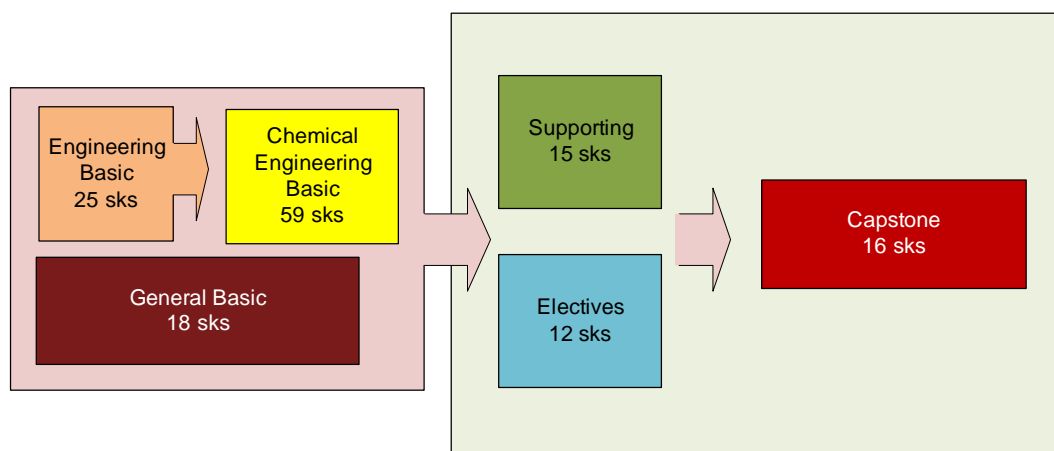 Engineering
Basic
25 sks
Chemical
Engineering
Basic
59 sks
General Basic
18 sks
Supporting
15 sks
Electives
12 sks
Capstone
16 sks